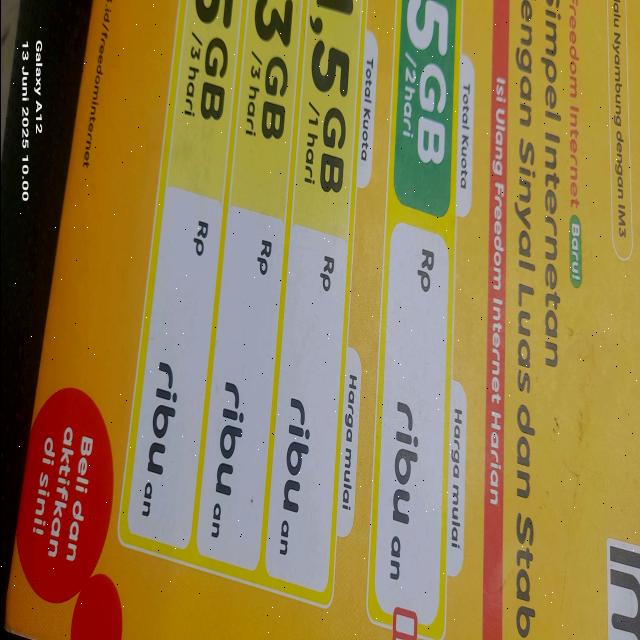 alu Nyambung dengan IM3
Freedom Internet Baru!
Simpel Internetan
engan Sinyal Luas dan Stab
Isi Ulang Freedom Internet Harian
Total Kuota Harga mulai
5GB /2hari Rp ribu an
Total Kuota Harga mulai
1,5GB /1 hari Rp ribu an
3GB /3 hari Rp ribu an
5GB /3 hari Rp ribu an
.id/freedominternet
Beli dan
aktifkan
di sini!
Galaxy A12
13 Juni 2025 10.00